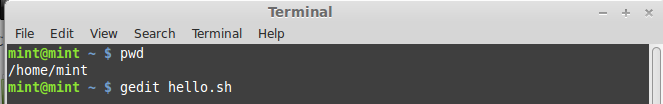 Terminal
File Edit View Search Terminal Help
mint@mint ~ $ pwd
/home/mint
mint@mint ~ $ gedit hello.sh